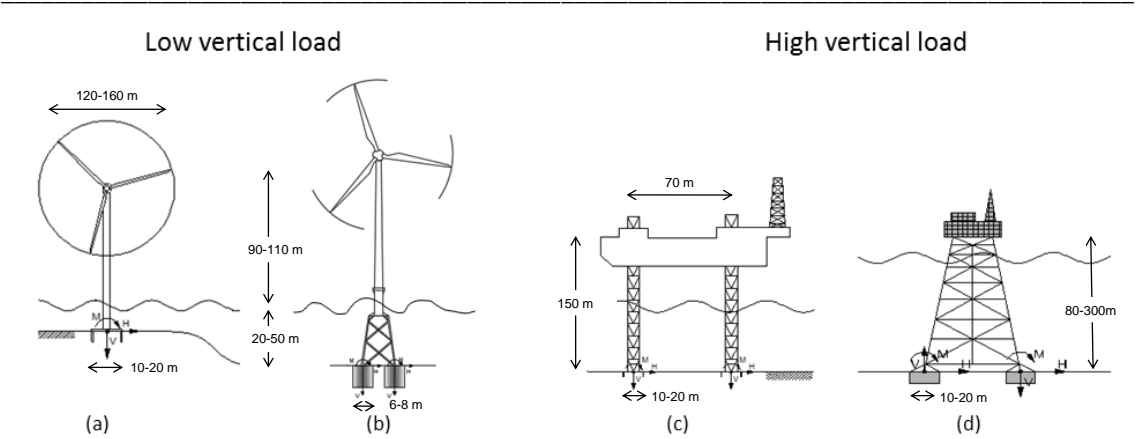 Low vertical load
High vertical load
120-160 m
90-110 m
20-50 m
M
H
V
10-20 m
M
M
H
H
V
V
6-8 m
70 m
150 m
M
H
V
M
H
V
10-20 m
80-300m
V
M
H
M
H
V
10-20 m
(a)
(b)
(c)
(d)